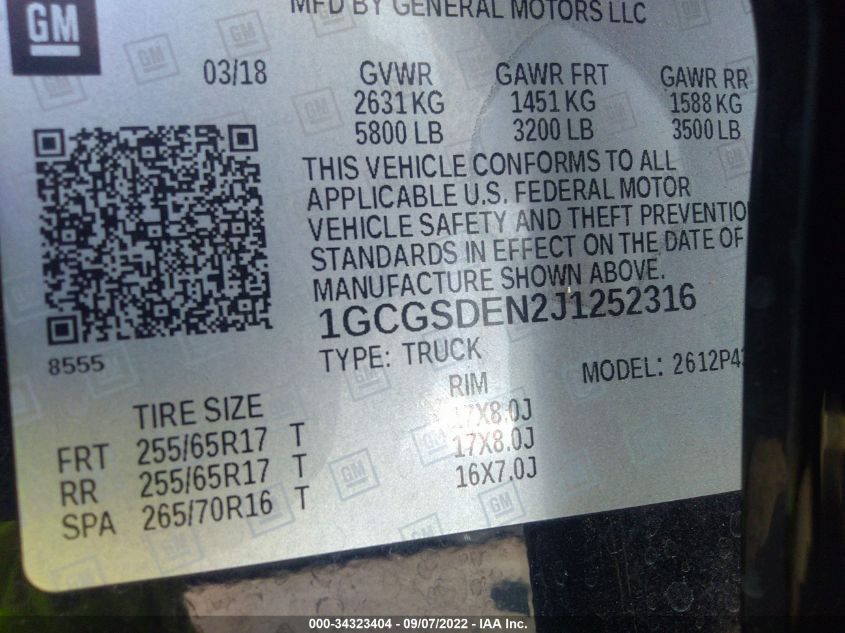 GM
MFD BY GENERAL MOTORS LLC
03/18 GVWR GAWR FRT GAWR RR
2631 KG 1451 KG 1588 KG
5800 LB 3200 LB 3500 LB
THIS VEHICLE CONFORMS TO ALL
APPLICABLE U.S. FEDERAL MOTOR
VEHICLE SAFETY AND THEFT PREVENTIO
STANDARDS IN EFFECT ON THE DATE OF
MANUFACTURE SHOWN ABOVE.
1GCGSDEN2J1252316
8555
TYPE: TRUCK MODEL: 2612P43
TIRE SIZE RIM
FRT 255/65R17 T 17X8.0J
RR 255/65R17 T 17X8.0J
SPA 265/70R16 T 16X7.0J
000-34323404 - 09/07/2022 - IAA Inc.